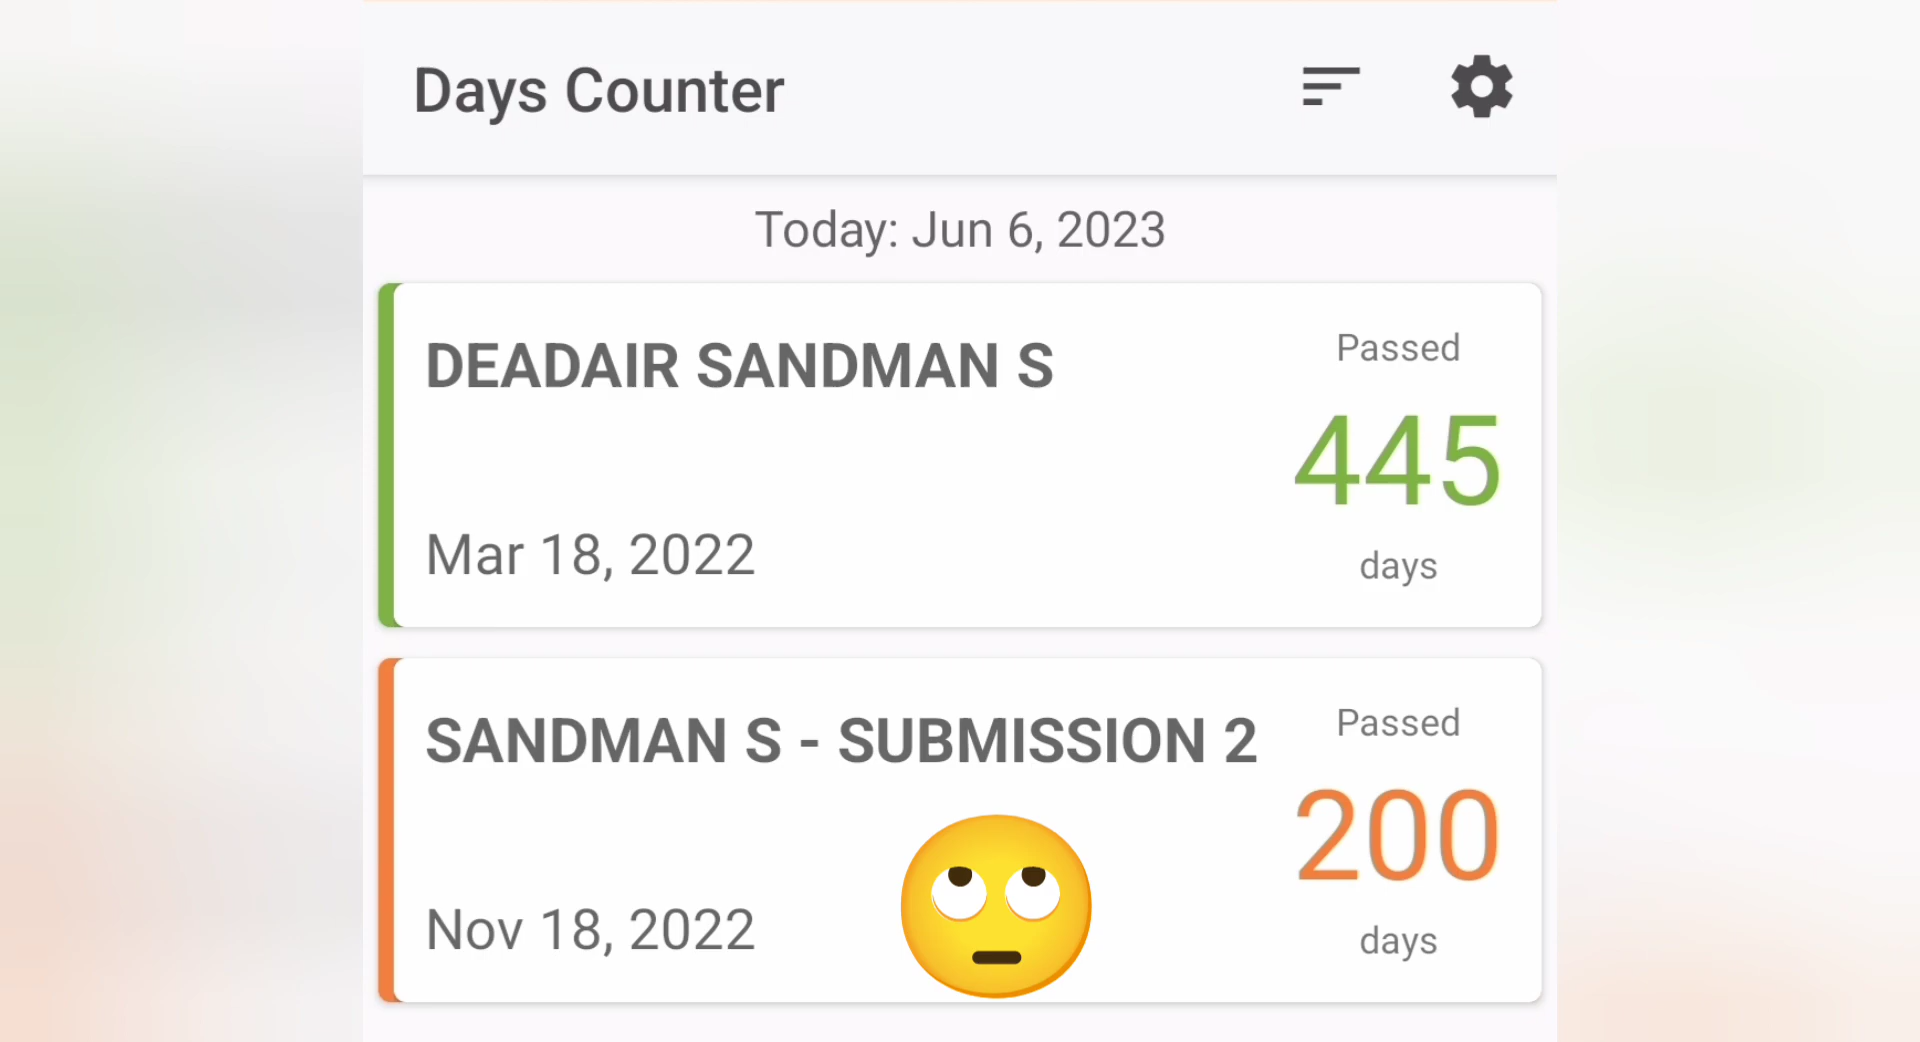 Days Counter
Today: Jun 6, 2023
DEADAIR SANDMAN S
Passed
445
days
Mar 18, 2022
SANDMAN S - SUBMISSION 2
Passed
200
days
Nov 18, 2022